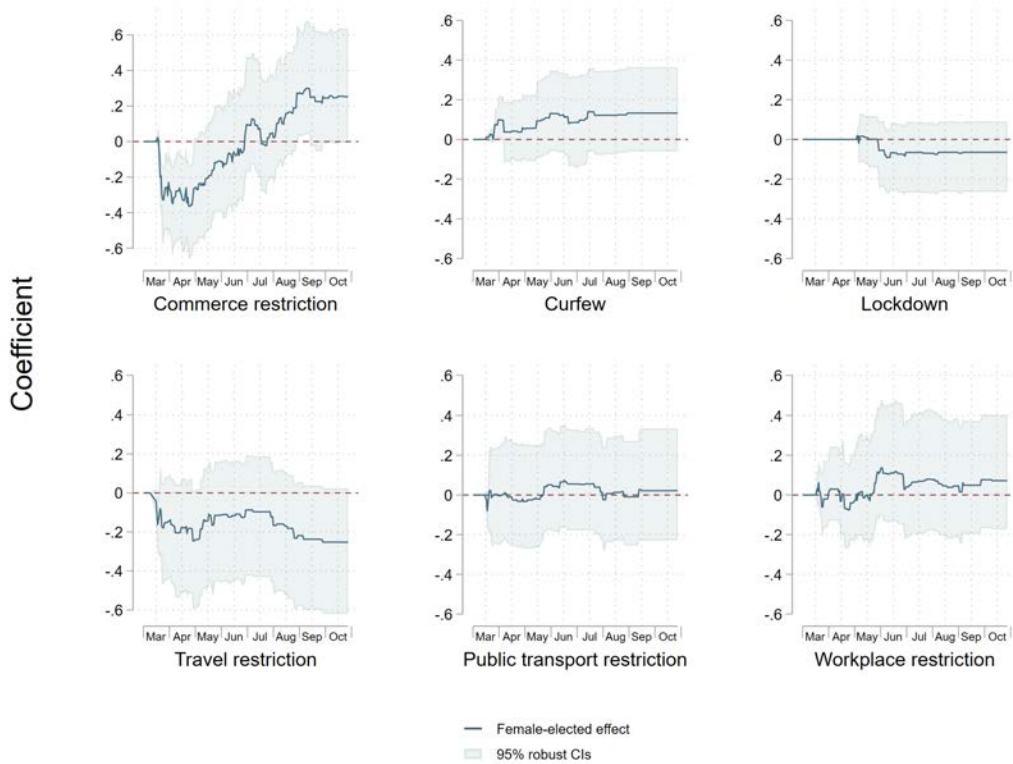 Coefficient
.6
.4
.2
0
-.2
-.4
-.6
Mar Apr May Jun Jul Aug Sep Oct
Commerce restriction
.6
.4
.2
0
-.2
-.4
-.6
Mar Apr May Jun Jul Aug Sep Oct
Curfew
.6
.4
.2
0
-.2
-.4
-.6
Mar Apr May Jun Jul Aug Sep Oct
Lockdown
.6
.4
.2
0
-.2
-.4
-.6
Mar Apr May Jun Jul Aug Sep Oct
Travel restriction
.6
.4
.2
0
-.2
-.4
-.6
Mar Apr May Jun Jul Aug Sep Oct
Public transport restriction
.6
.4
.2
0
-.2
-.4
-.6
Mar Apr May Jun Jul Aug Sep Oct
Workplace restriction
Female-elected effect
95% robust CIs